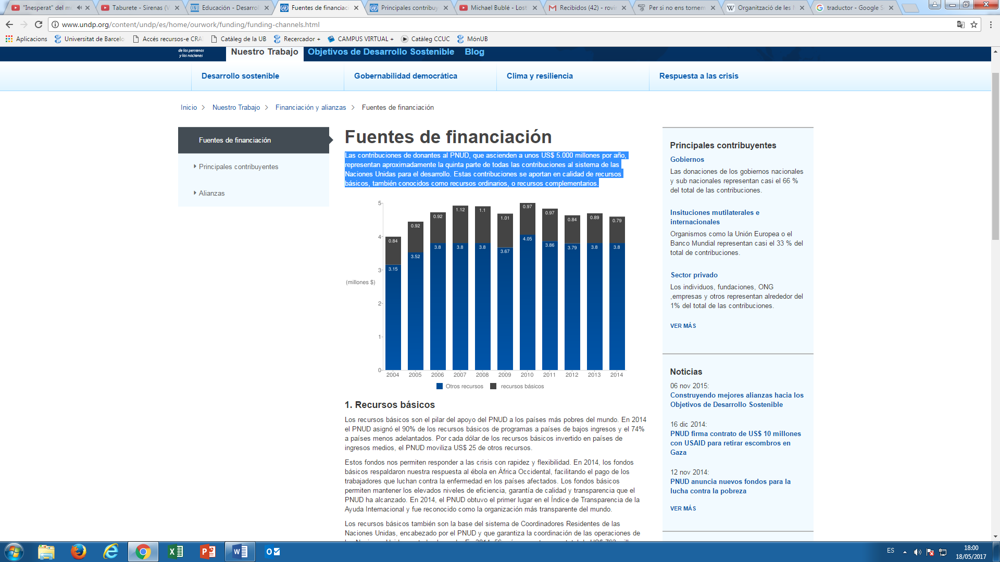 "Inesperat" del mi
Taburete - Sirenas (V
Educación - Desarrol
Fuentes de financiac
Principales contribuy
Michael Bublé - Lost
Recibidos (42) - rovi
Per si no ens tornem
Organització de les
traductor - Google S
www.undp.org/content/undp/es/home/ourwork/funding/funding-channels.html
Aplicacions
Universitat de Barcelo
Accés recursos-e CRA
Catàleg de la UB
Recercador +
CAMPUS VIRTUAL +
Catàleg CCUC
MónUB
de las personas
y las naciones
Nuestro Trabajo
Objetivos de Desarrollo Sostenible
Blog
Desarrollo sostenible
Gobernabilidad democrática
Clima y resiliencia
Respuesta a las crisis
Inicio > Nuestro Trabajo > Financiación y alianzas > Fuentes de financiación
Fuentes de financiación
Principales contribuyentes
Alianzas
Fuentes de financiación
Las contribuciones de donantes al PNUD, que ascienden a unos US$ 5.000 millones por año,
representan aproximadamente la quinta parte de todas las contribuciones al sistema de las
Naciones Unidas para el desarrollo. Estas contribuciones se aportan en calidad de recursos
básicos, también conocidos como recursos ordinarios, o recursos complementarios.
5
4
3
(millones $)
2
1
0
0.84 0.92 0.92 1.12 1.1 1.01 0.97 0.97 0.84 0.89 0.79
3.15 3.52 3.8 3.8 3.8 3.67 4.05 3.86 3.79 3.8 3.8
2004 2005 2006 2007 2008 2009 2010 2011 2012 2013 2014
Otros recursos recursos básicos
1. Recursos básicos
Los recursos básicos son el pilar del apoyo del PNUD a los países más pobres del mundo. En 2014
el PNUD asignó el 90% de los recursos básicos de programas a países de bajos ingresos y el 74%
a países menos adelantados. Por cada dólar de los recursos básicos invertido en países de
ingresos medios, el PNUD moviliza US$ 25 de otros recursos.
Estos fondos nos permiten responder a las crisis con rapidez y flexibilidad. En 2014, los fondos
básicos respaldaron nuestra respuesta al ébola en África Occidental, facilitando el pago de los
trabajadores que luchan contra la enfermedad en los países afectados. Los fondos básicos
permiten mantener los elevados niveles de eficiencia, garantía de calidad y transparencia que el
PNUD ha alcanzado. En 2014, el PNUD obtuvo el primer lugar en el Índice de Transparencia de la
Ayuda Internacional y fue reconocido como la organización más transparente del mundo.
Los recursos básicos también son la base del sistema de Coordinadores Residentes de las
Naciones Unidas, encabezado por el PNUD y que garantiza la coordinación de las operaciones de
Principales contribuyentes
Gobiernos
Las donaciones de los gobiernos nacionales
y sub nacionales representan casi el 66 %
del total de las contribuciones.
Insituciones mutilaterales e
internacionales
Organismos como la Unión Europea o el
Banco Mundial representan casi el 33 % del
total de contribuciones.
Sector privado
Los individuos, fundaciones, ONG
,empresas y otros representan alrededor del
1% del total de las contribuciones.
VER MÁS
Noticias
06 nov 2015:
Construyendo mejores alianzas hacia los
Objetivos de Desarrollo Sostenible
16 dic 2014:
PNUD firma contrato de US$ 10 millones
con USAID para retirar escombros en
Gaza
12 nov 2014:
PNUD anuncia nuevos fondos para la
lucha contra la pobreza
VER MÁS
ES
18:00
18/05/2017